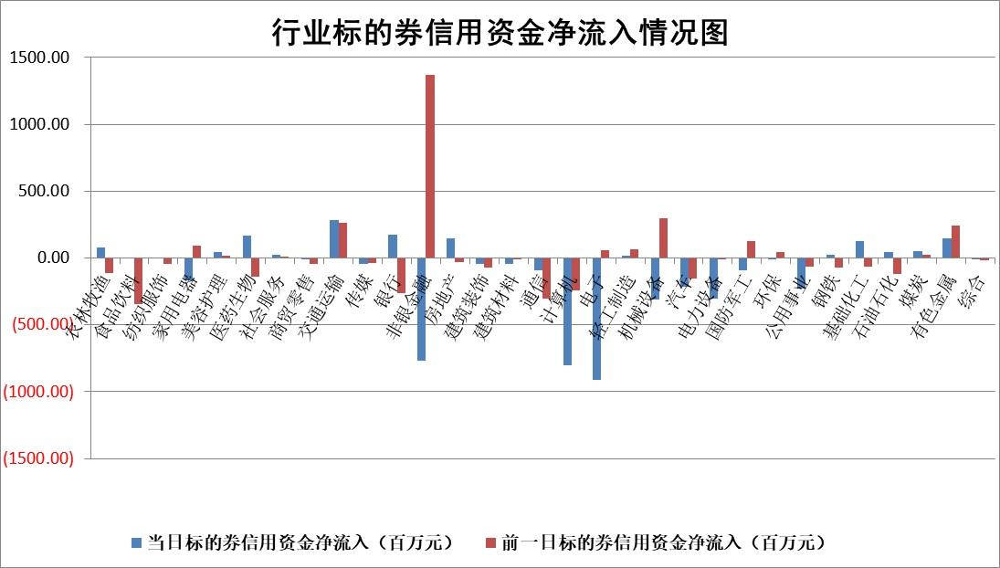 行业标的券信用资金净流入情况图
1500.00
1000.00
500.00
0.00
(500.00)
(1000.00)
(1500.00)
农林牧渔
食品饮料
纺织服饰
家用电器
美容护理
医药生物
社会服务
商贸零售
交通运输
传媒
银行
非银金融
房地产
建筑装饰
建筑材料
通信
计算机
电子
轻工制造
机械设备
汽车
电力设备
国防军工
环保
公用事业
钢铁
基础化工
石油石化
煤炭
有色金属
综合
当日标的券信用资金净流入（百万元） 前一日标的券信用资金净流入（百万元）